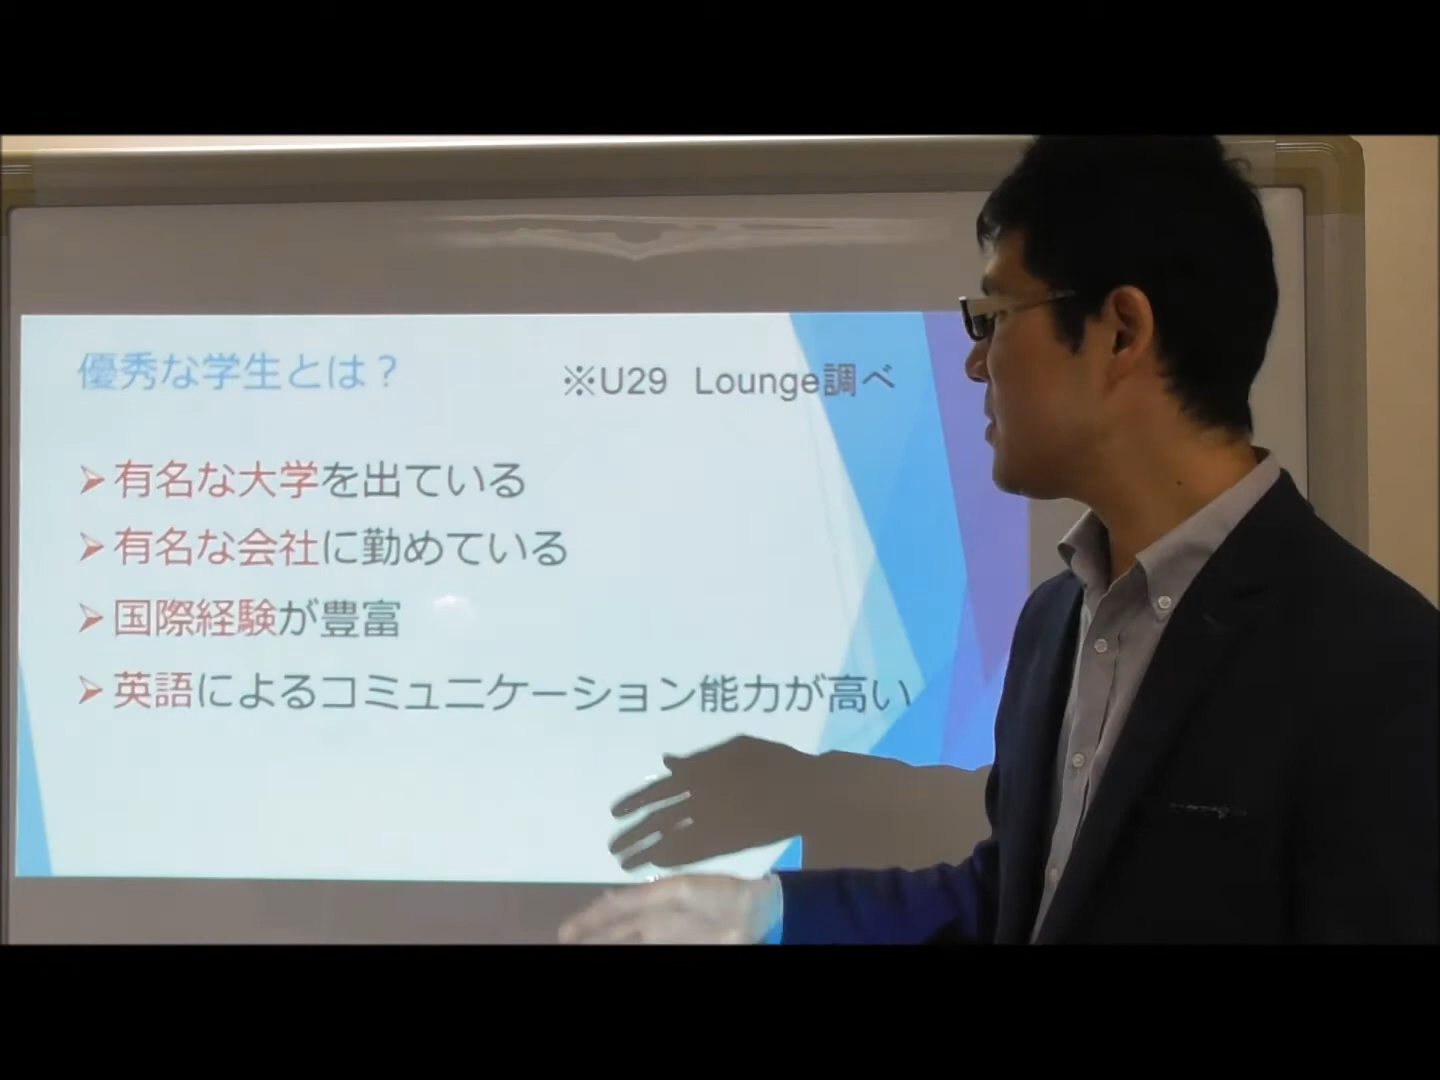 優秀な学生とは？
※U29 Lounge調べ
➢有名な大学を出ている
➢有名な会社に勤めている
➢国際経験が豊富
➢英語によるコミュニケーション能力が高い